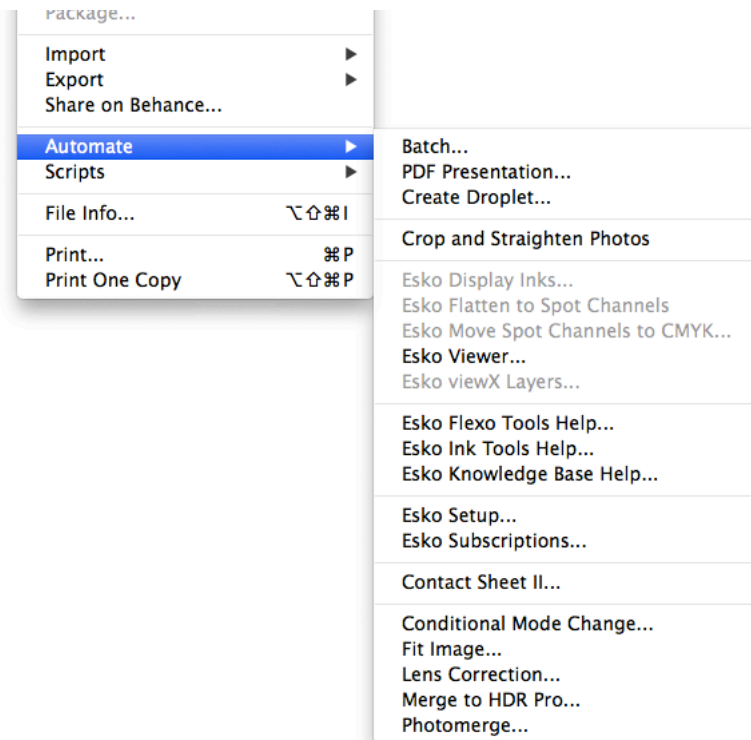 Package...
Import
Export
Share on Behance...
Automate
Scripts
File Info... ⌥⇧⌘I
Print... ⌘P
Print One Copy ⌥⇧⌘P
Batch...
PDF Presentation...
Create Droplet...
Crop and Straighten Photos
Esko Display Inks...
Esko Flatten to Spot Channels
Esko Move Spot Channels to CMYK...
Esko Viewer...
Esko viewX Layers...
Esko Flexo Tools Help...
Esko Ink Tools Help...
Esko Knowledge Base Help...
Esko Setup...
Esko Subscriptions...
Contact Sheet II...
Conditional Mode Change...
Fit Image...
Lens Correction...
Merge to HDR Pro...
Photomerge...